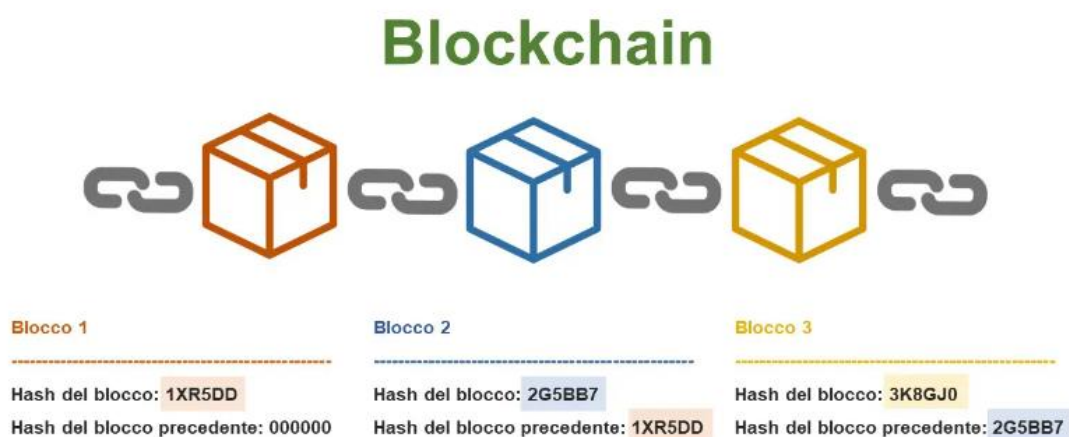 Blockchain
Blocco 1
Hash del blocco: 1XR5DD
Hash del blocco precedente: 000000
Blocco 2
Hash del blocco: 2G5BB7
Hash del blocco precedente: 1XR5DD
Blocco 3
Hash del blocco: 3K8GJ0
Hash del blocco precedente: 2G5BB7